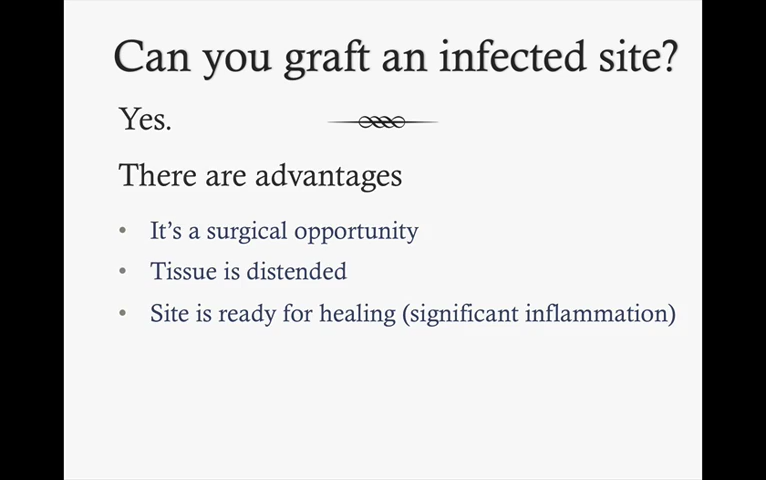 Can you graft an infected site?
Yes.
There are advantages
• It's a surgical opportunity
• Tissue is distended
• Site is ready for healing (significant inflammation)